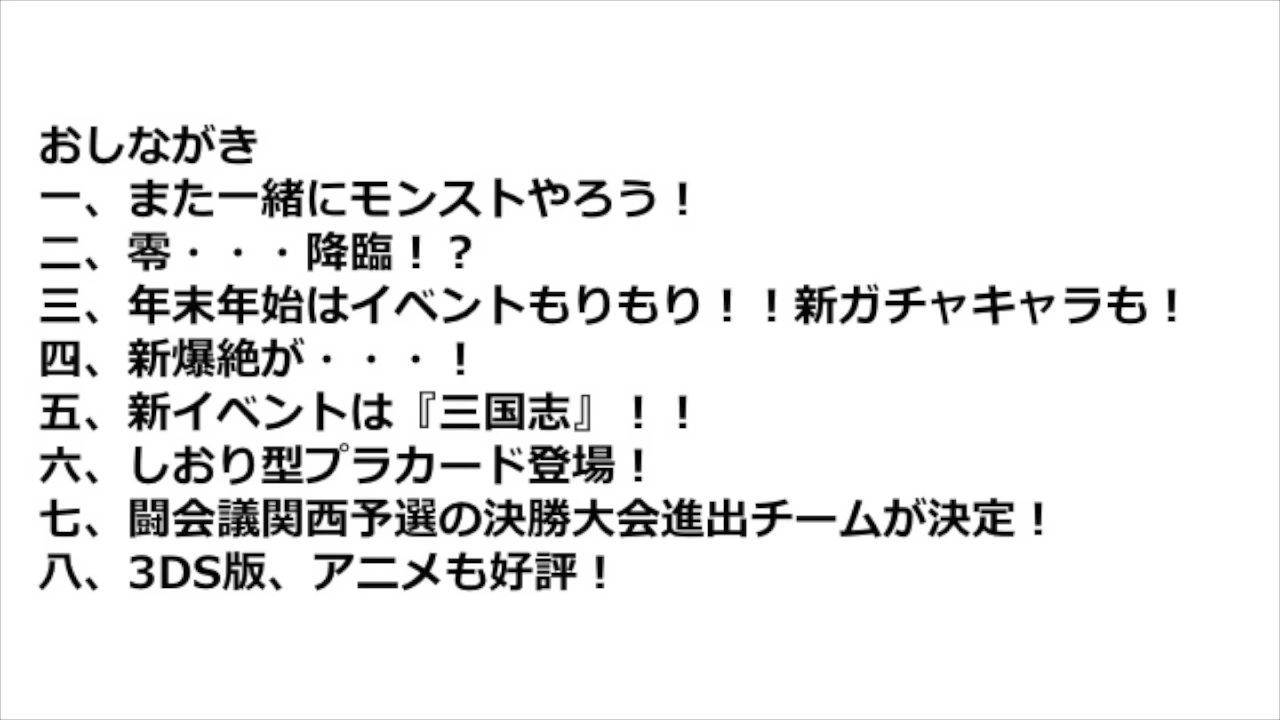 おしながき
一、また一緒にモンストやろう！
二、零・・・降臨！？
三、年末年始はイベントもりもり！！新ガチャキャラも！
四、新爆絶が・・・！
五、新イベントは『三国志』！！
六、しおり型プラカード登場！
七、闘会議関西予選の決勝大会進出チームが決定！
八、3DS版、アニメも好評！